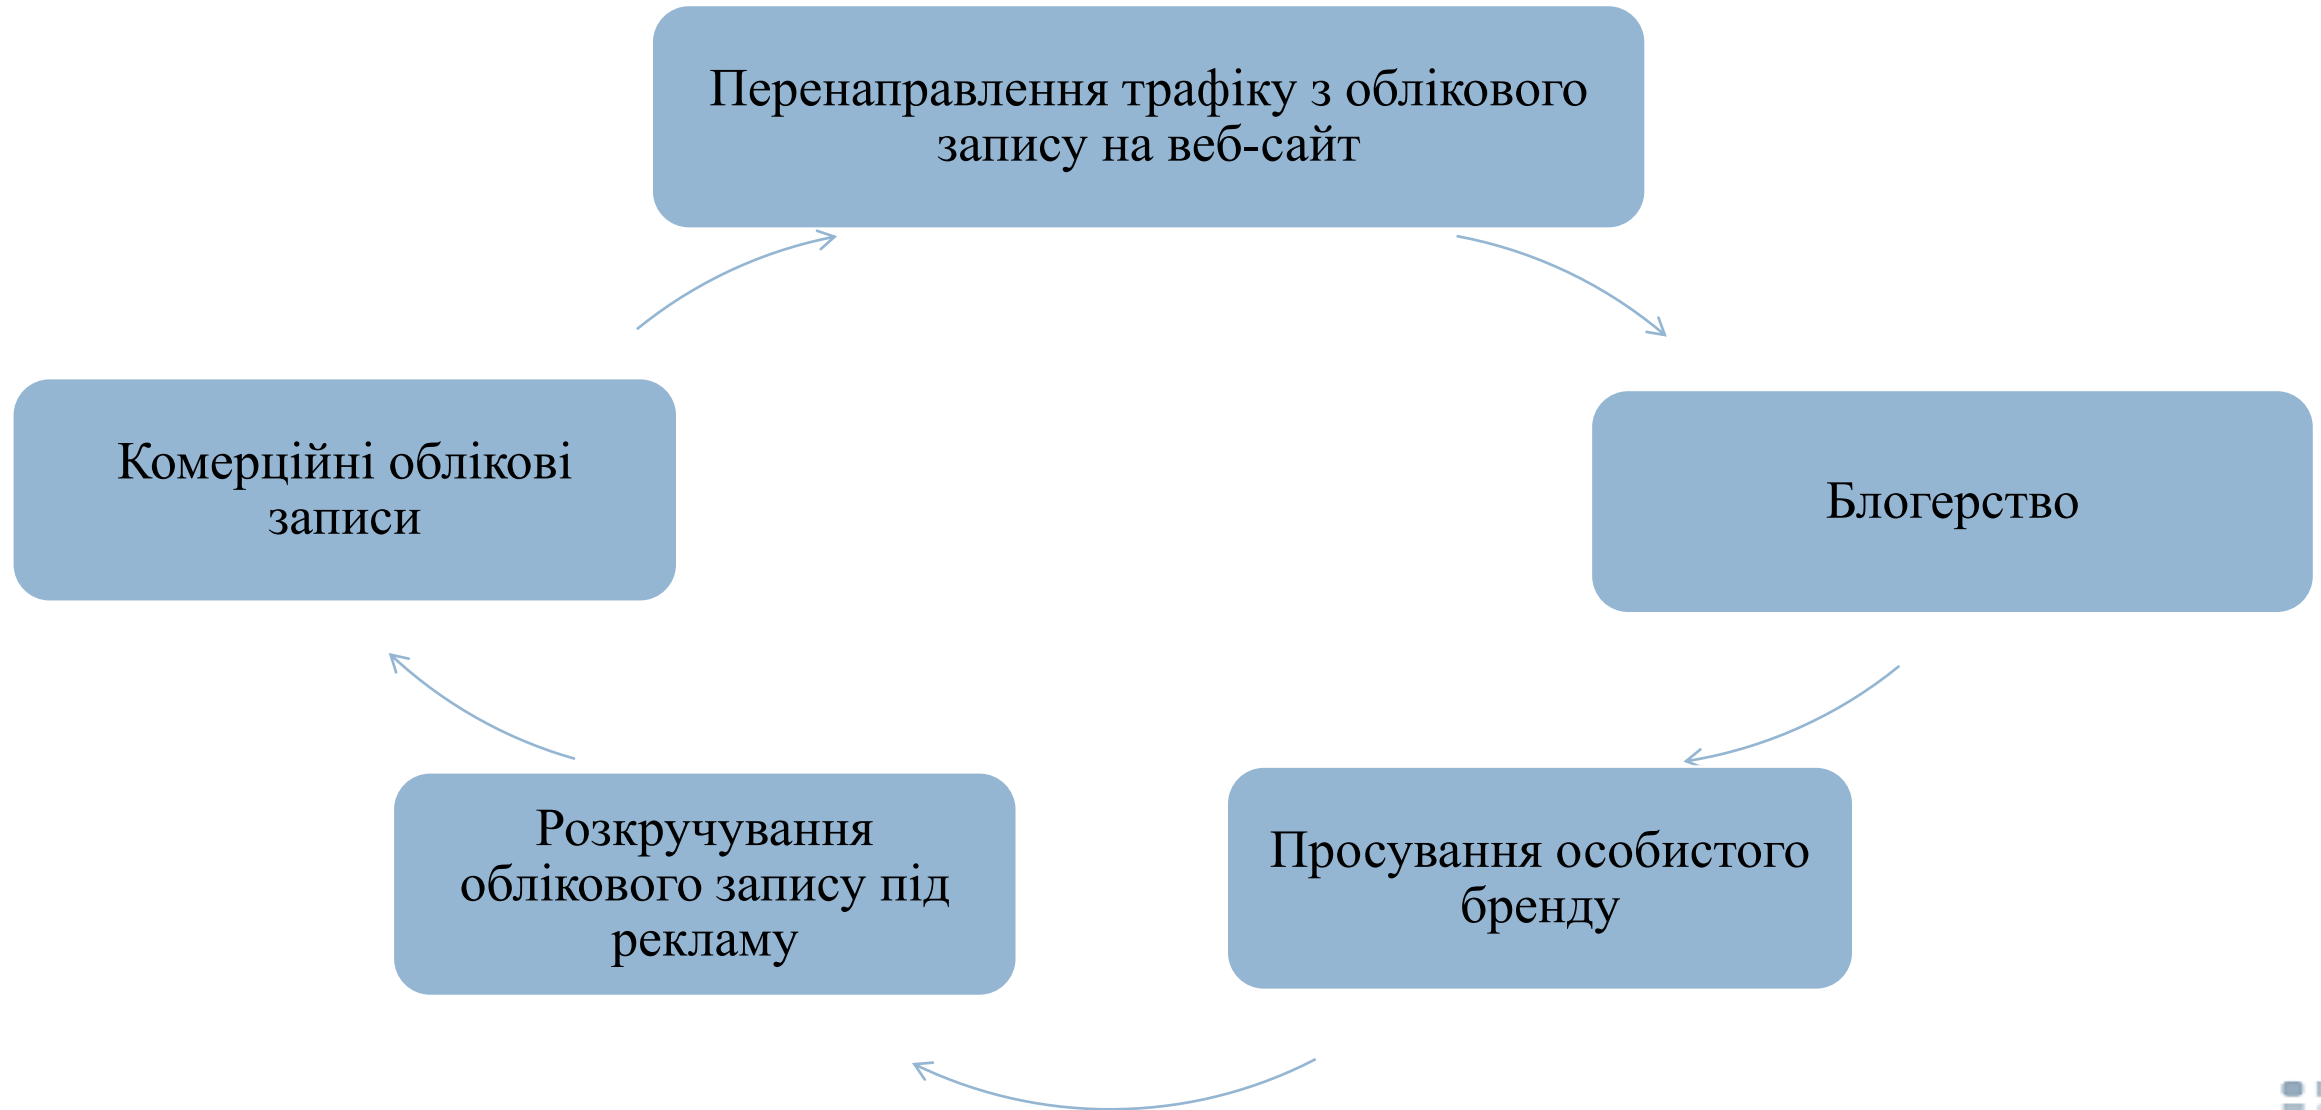 Перенаправлення трафіку з облікового
запису на веб-сайт
Блогерство
Просування особистого
бренду
Розкручування
облікового запису під
рекламу
Комерційні облікові
записи